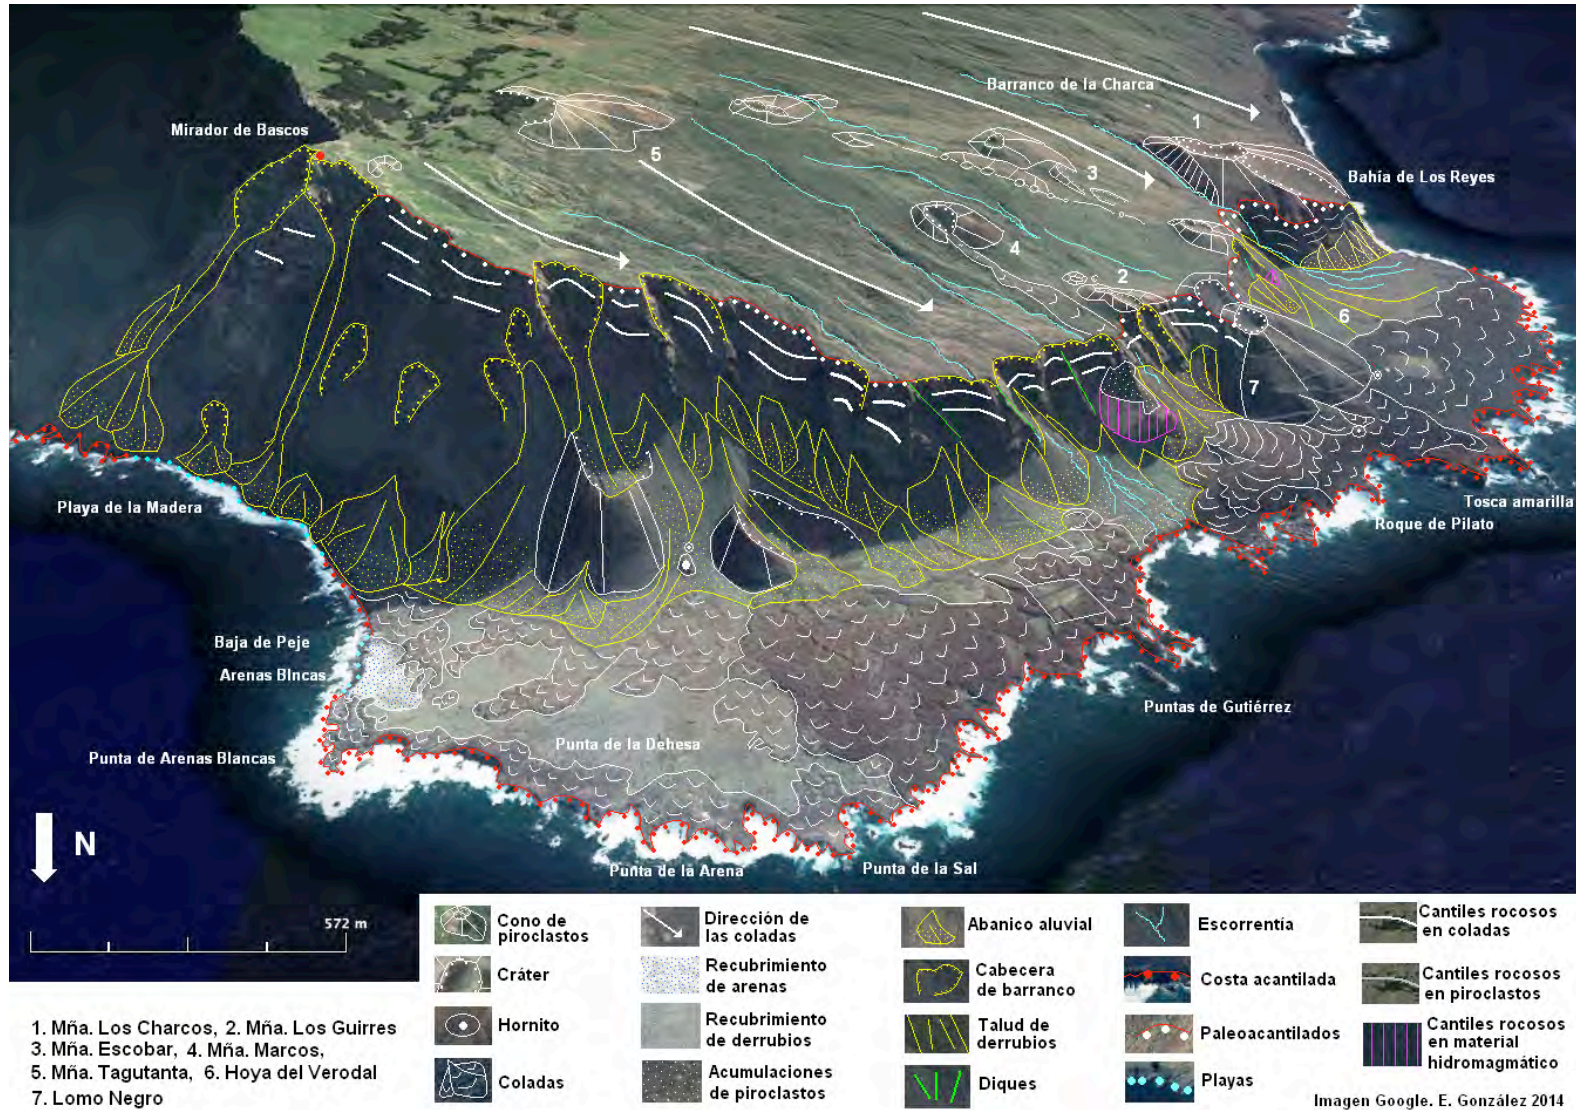 Barranco de la Charca
1
Mirador de Bascos
5
3
Bahía de Los Reyes
4
2
6
7
Playa de la Madera
Tosca amarilla
Roque de Pilato
Baja de Peje
Arenas Blncas
Puntas de Gutiérrez
Punta de la Dehesa
Punta de Arenas Blancas
N
Punta de la Arena
Punta de la Sal
572 m
1. Mña. Los Charcos, 2. Mña. Los Guirres
3. Mña. Escobar, 4. Mña. Marcos,
5. Mña. Tagutanta, 6. Hoya del Verodal
7. Lomo Negro
Cono de
piroclastos
Cráter
Hornito
Coladas
Dirección de
las coladas
Recubrimiento
de arenas
Recubrimiento
de derrubios
Acumulaciones
de piroclastos
Abanico aluvial
Cabecera
de barranco
Talud de
derrubios
Diques
Escorrentía
Costa acantilada
Paleoacantilados
Playas
Cantiles rocosos
en coladas
Cantiles rocosos
en piroclastos
Cantiles rocosos
en material
hidromagmático
Imagen Google. E. González 2014